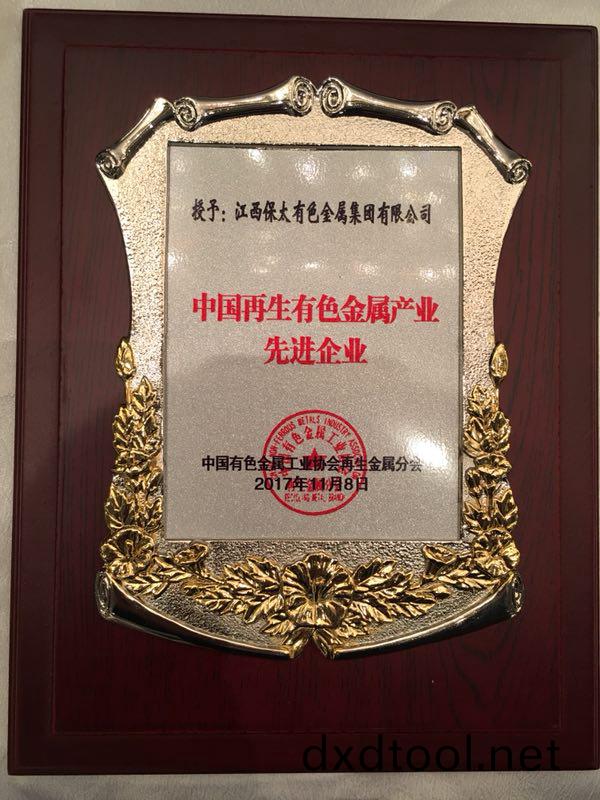 授予：江西保太有色金属集团有限公司
中国再生有色金属产业
先进企业
中国有色金属工业协会再生金属分会
2017年11月8日
dxdtool.net